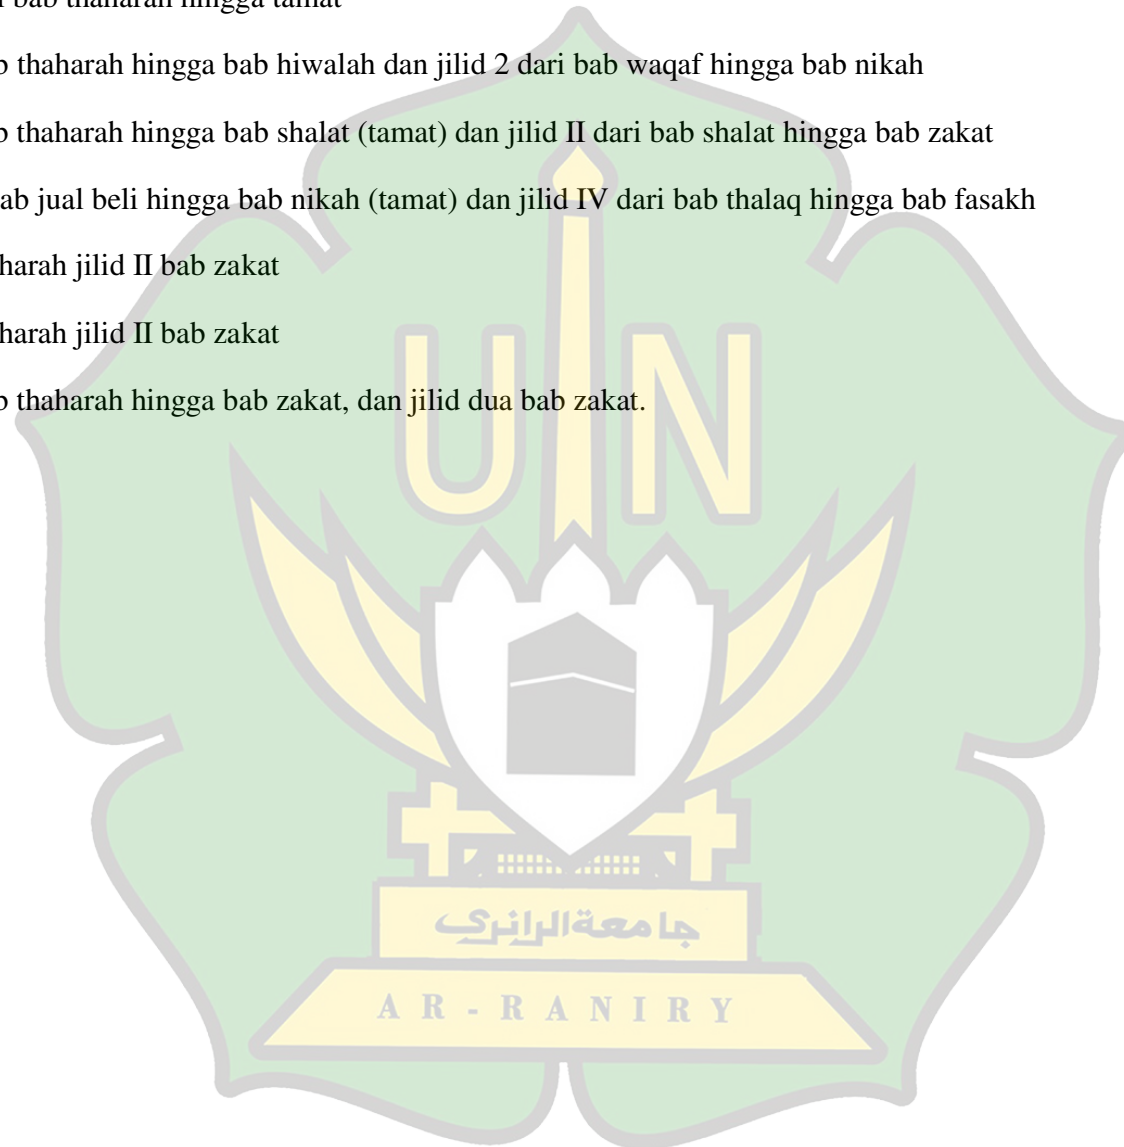 bab thaharah hingga tamat
thaharah hingga bab hiwalah dan jilid 2 dari bab waqaf hingga bab nikah
thaharah hingga bab shalat (tamat) dan jilid II dari bab shalat hingga bab zakat
ab jual beli hingga bab nikah (tamat) dan jilid IV dari bab thalaq hingga bab fasakh
harah jilid II bab zakat
harah jilid II bab zakat
thaharah hingga bab zakat, dan jilid dua bab zakat.
UIN
جامعة الرانري
AR-RANIRY